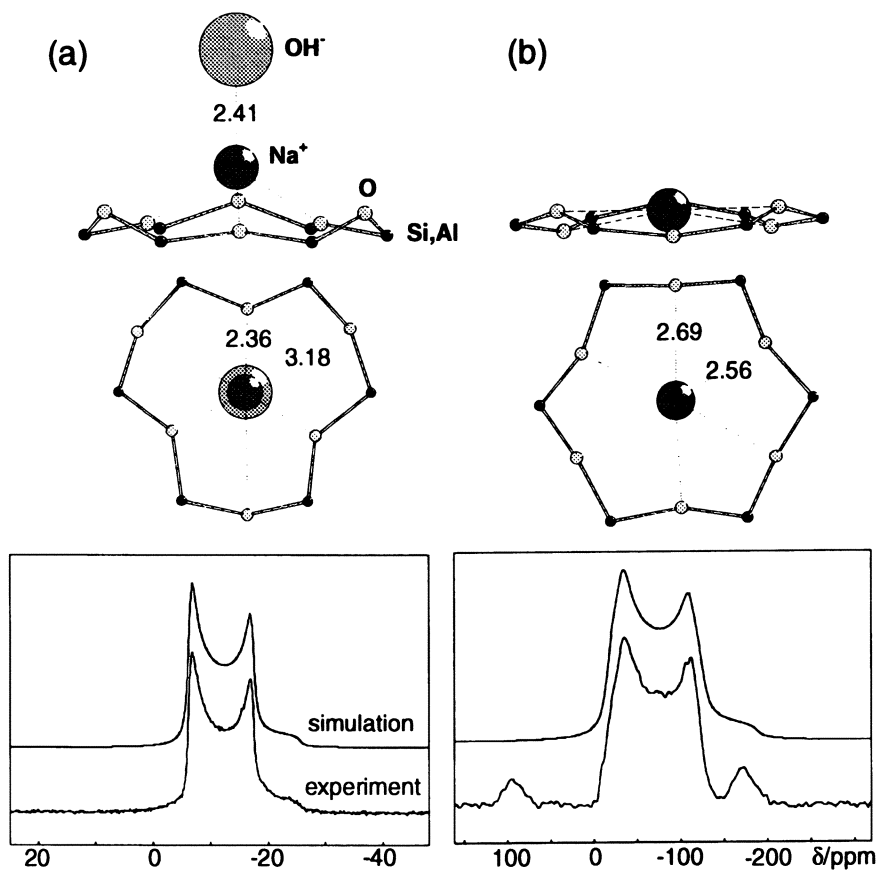 (a)
OH⁻
2.41
Na⁺
O
Si,Al
2.36
3.18
(b)
2.69
2.56
simulation
experiment
20 0 -20 -40
100 0 -100 -200 δ/ppm